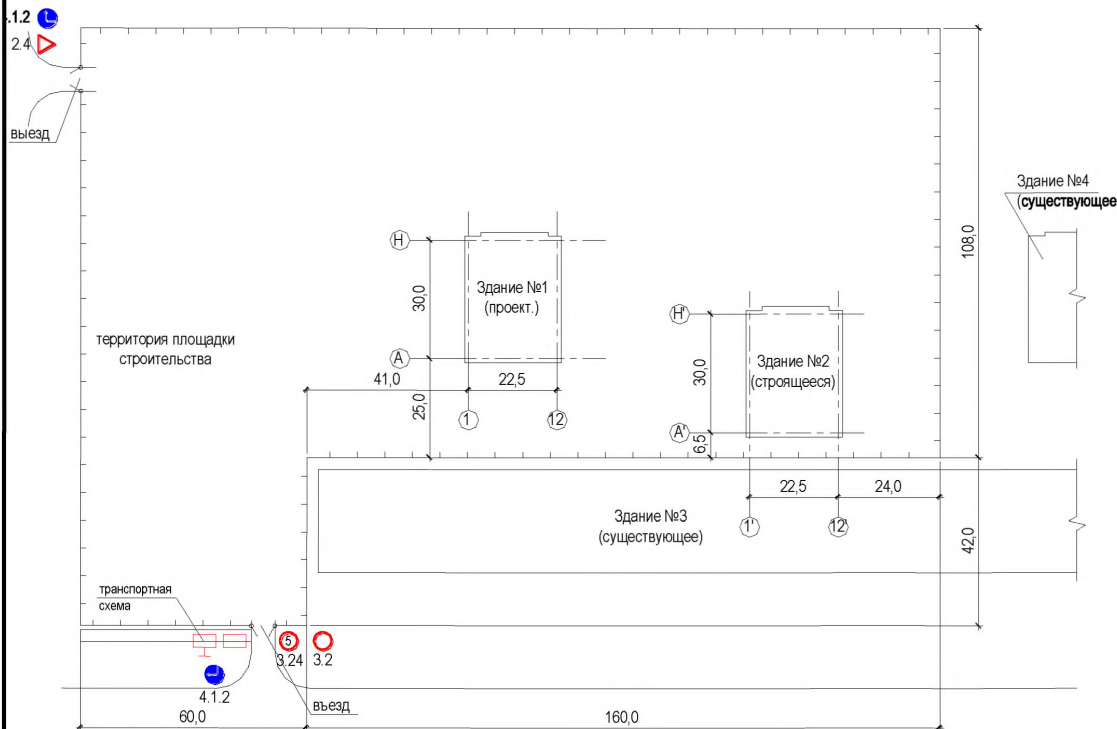 .1.2
2.4
выезд
Здание №4
(существующее
108,0
Н
30,0
Здание №1
(проект.)
А
территория площадки
строительства
41,0
22,5
25,0
1
12
Н'
30,0
Здание №2
(строящееся)
А'
6,5
22,5
24,0
1'
12'
Здание №3
(существующее)
42,0
транспортная
схема
5
3.24
3.2
4.1.2
въезд
60,0
160,0